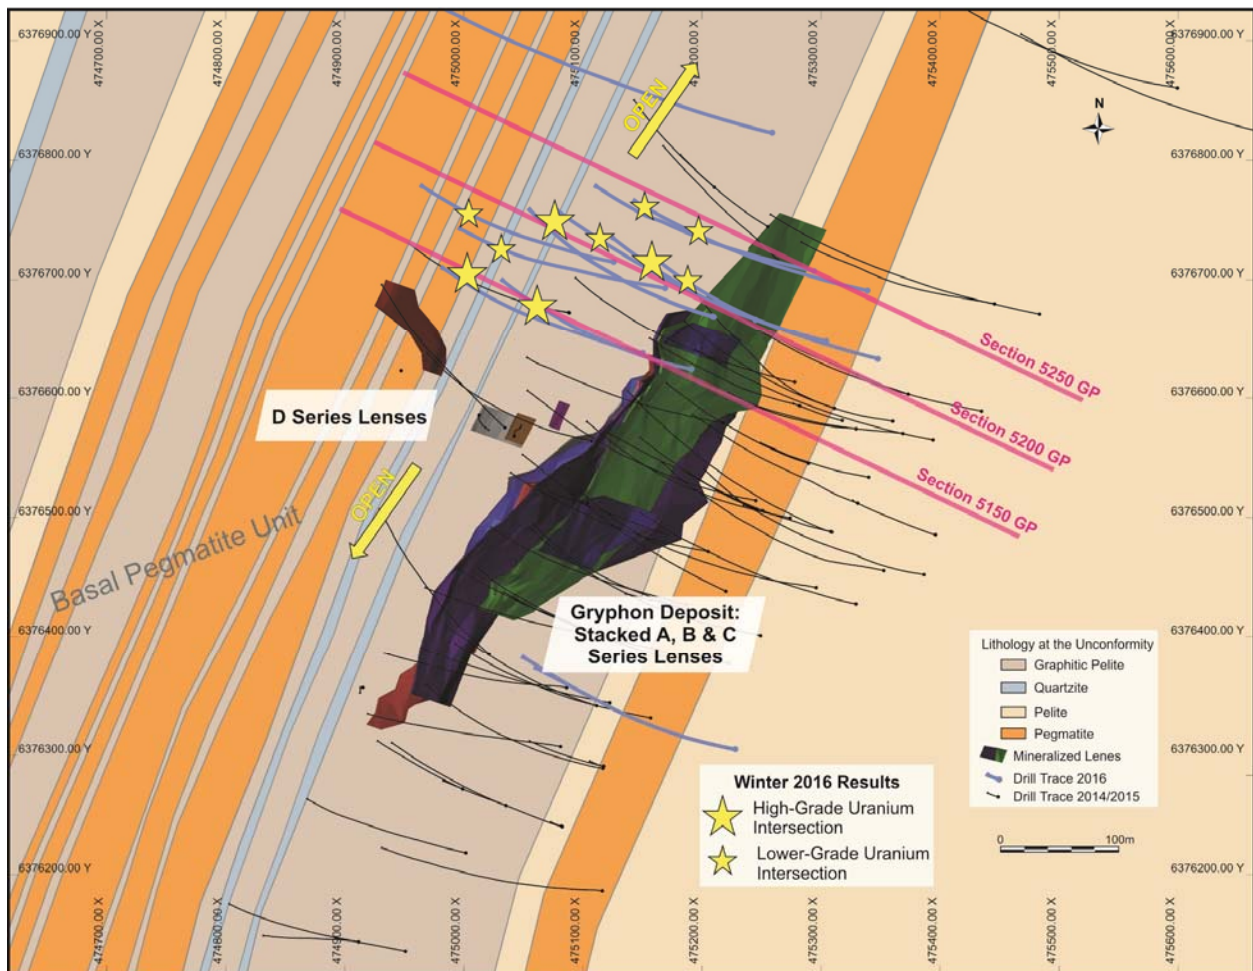 6376900.00 Y
474700.00 X
474800.00 X
474900.00 X
475000.00 X
475100.00 X
475200.00 X
475300.00 X
475400.00 X
475500.00 X
475600.00 X
6376900.00 Y
OPEN
N
6376800.00 Y
6376800.00 Y
6376700.00 Y
6376700.00 Y
Section 5250 GP
6376600.00 Y
6376600.00 Y
D Series Lenses
Section 5200 GP
Section 5150 GP
OPEN
6376500.00 Y
6376500.00 Y
Basal Pegmatite Unit
Gryphon Deposit:
Stacked A, B & C
Series Lenses
6376400.00 Y
6376400.00 Y
Lithology at the Unconformity
Graphitic Pelite
Quartzite
Pelite
Pegmatite
Mineralized Lenes
Drill Trace 2016
Drill Trace 2014/2015
6376300.00 Y
6376300.00 Y
Winter 2016 Results
High-Grade Uranium
Intersection
Lower-Grade Uranium
Intersection
0 100m
6376200.00 Y
6376200.00 Y
474700.00 X
474800.00 X
474900.00 X
475000.00 X
475100.00 X
475200.00 X
475300.00 X
475400.00 X
475500.00 X
475600.00 X